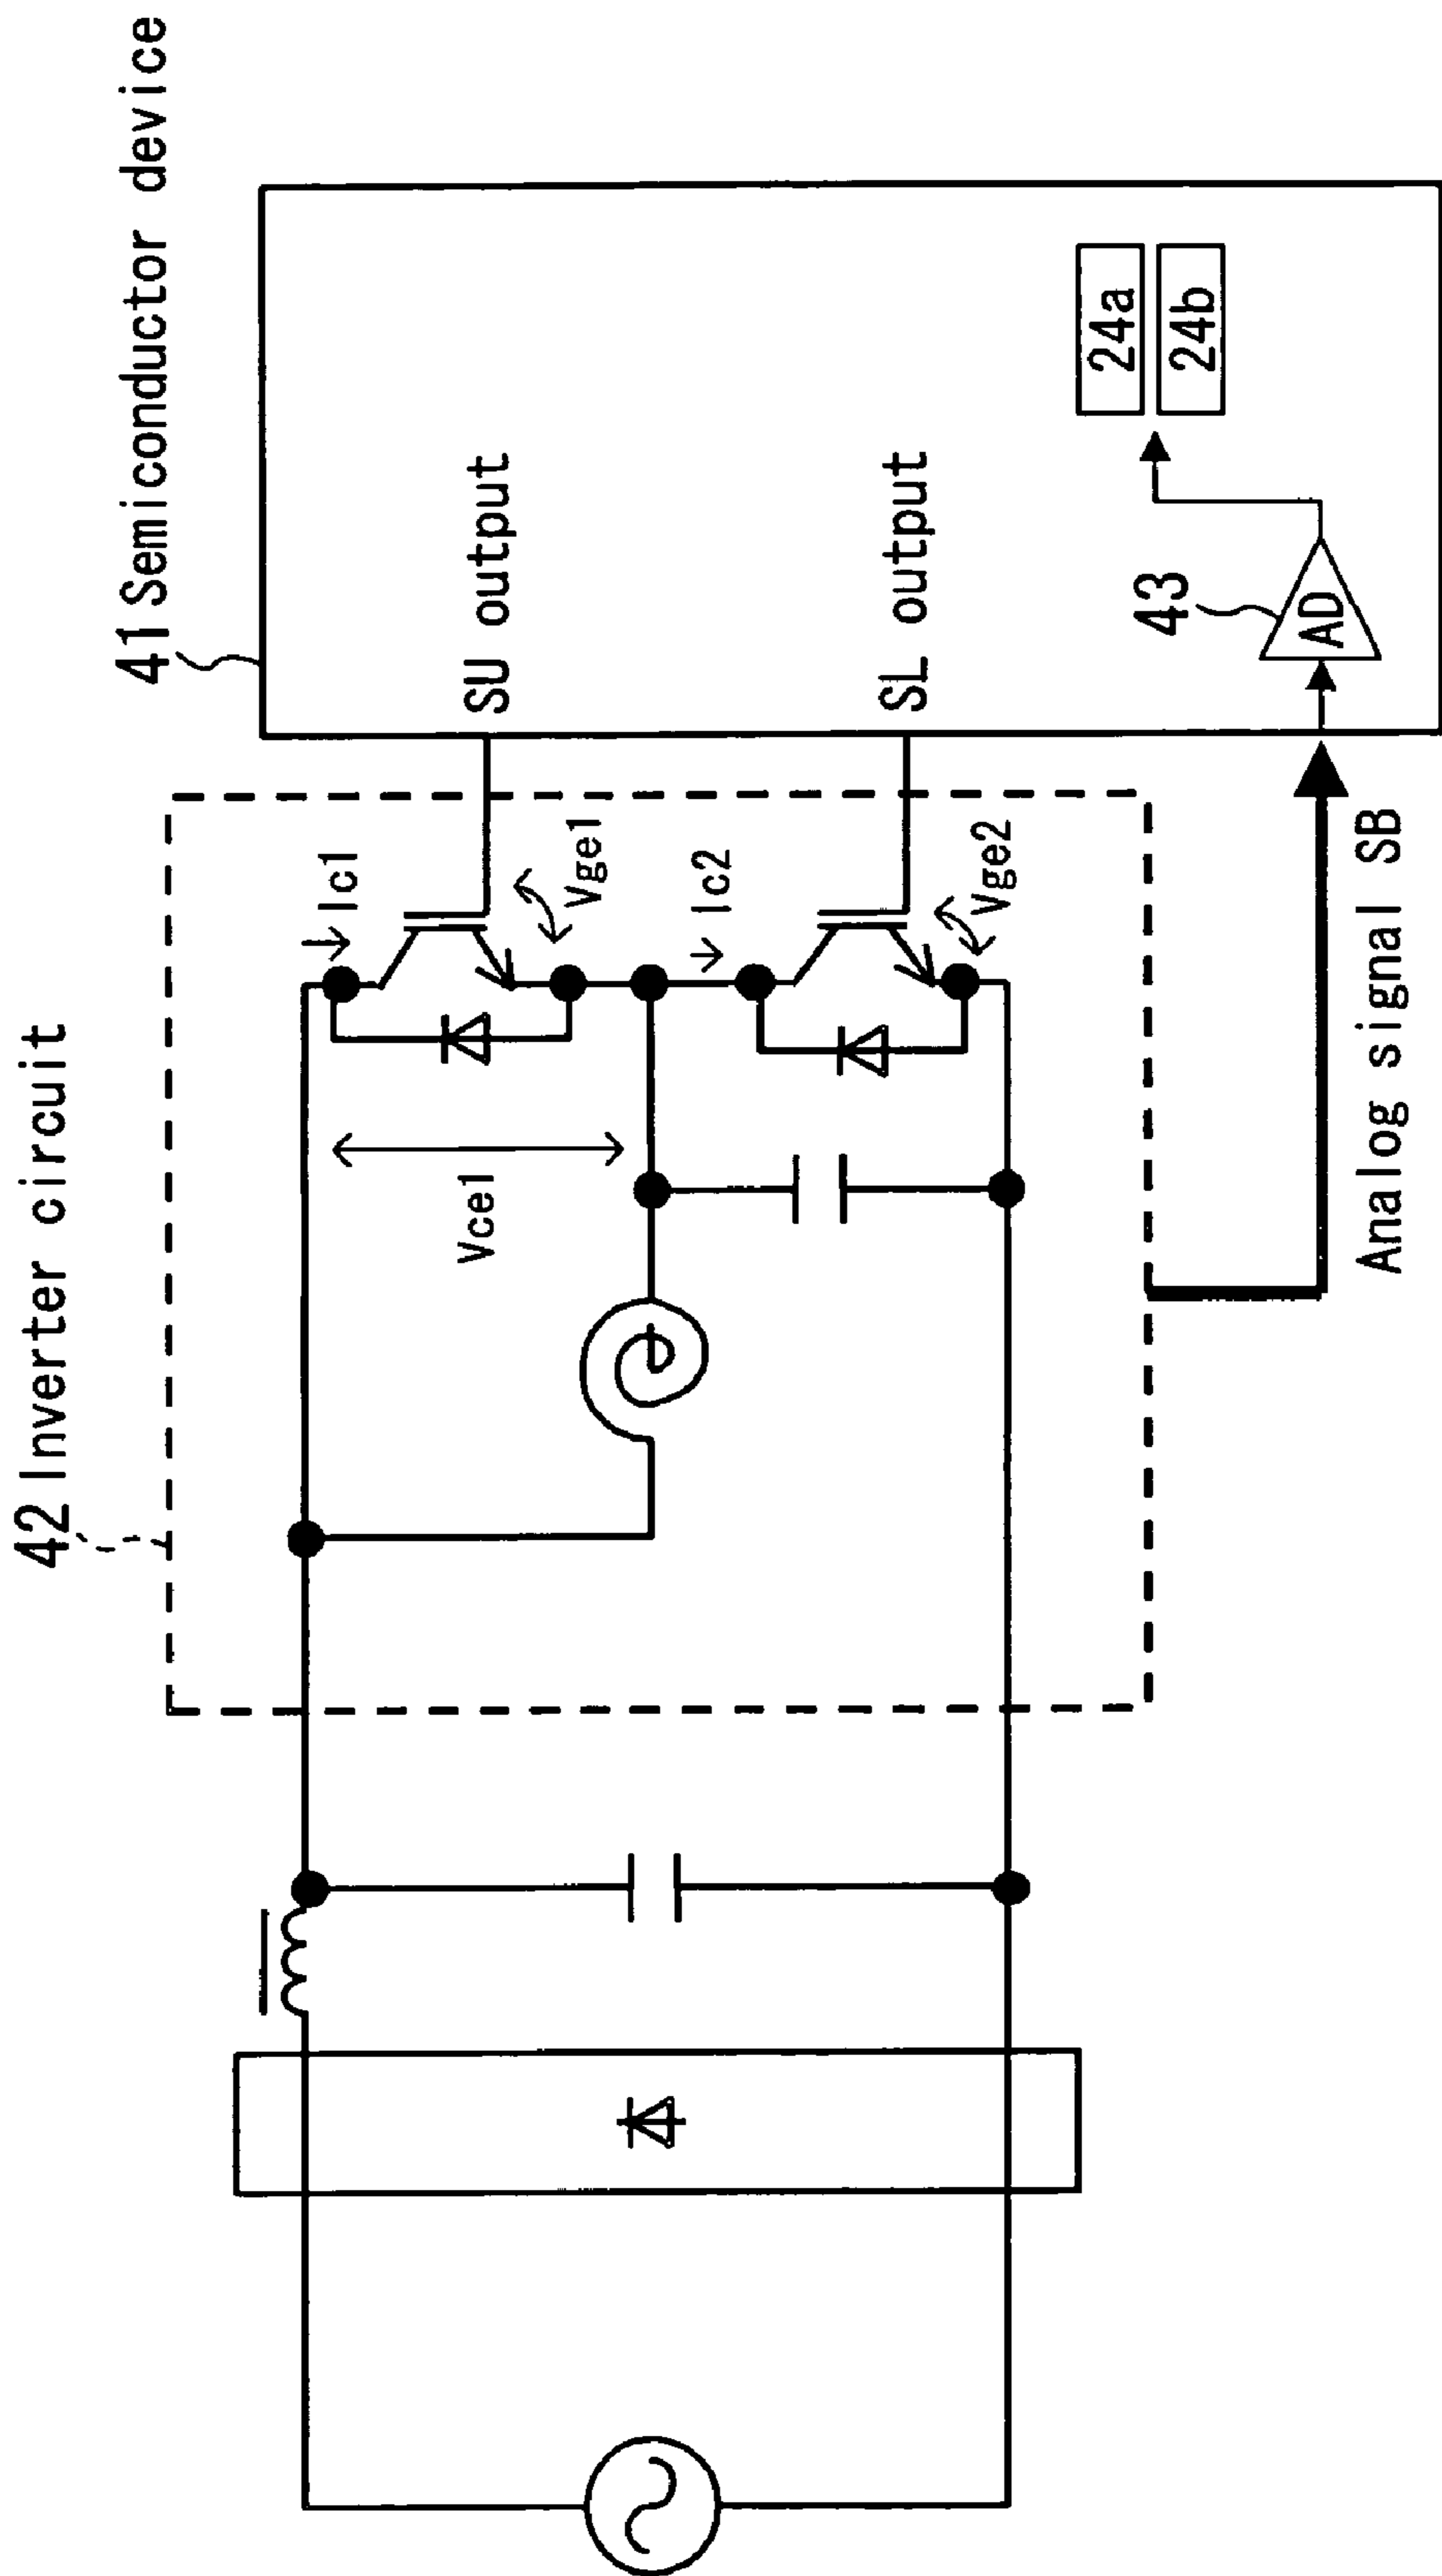 42 Inverter circuit
41 Semiconductor device
Ic1
SU output
Vge1
Vce1
Ic2
SL output
Vge2
24a
24b
43
AD
Analog signal SB